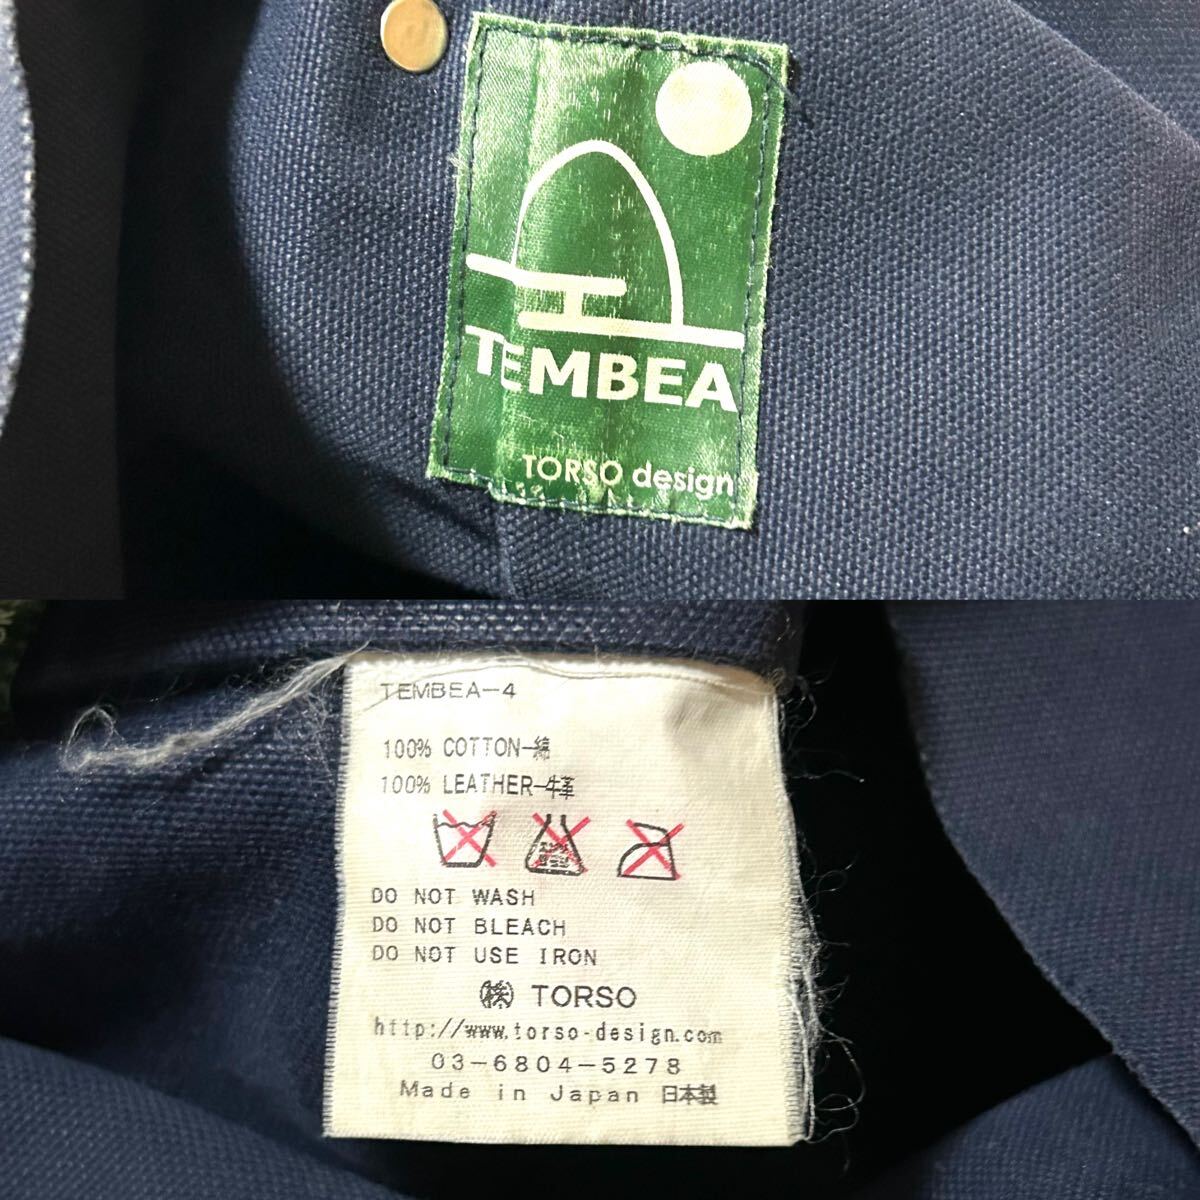 TEMBEA
TORSO design
TEMBEA-4
100% COTTON-綿
100% LEATHER-牛革
DO NOT WASH
DO NOT BLEACH
DO NOT USE IRON
㈱ TORSO
http://www.torso-design.com
03-6804-5278
Made in Japan 日本製